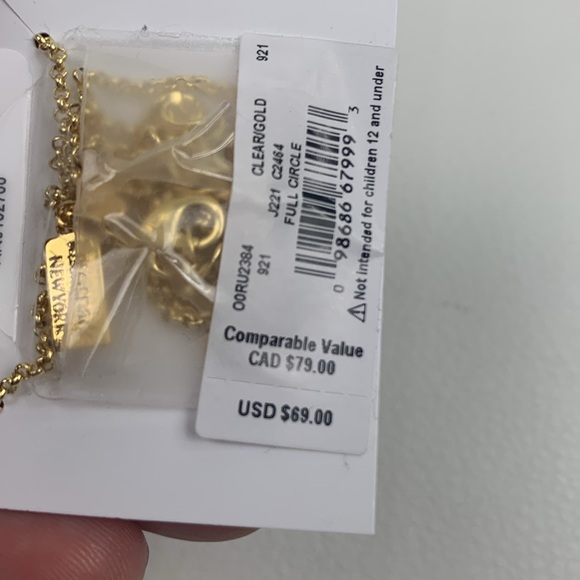 921
CLEAR/GOLD
J221 C2464
FULL CIRCLE
O0RU2384
921
0 98686 67999 3
⚠ Not intended for children 12 and under
Comparable Value
CAD $79.00
USD $69.00
NEW YORK